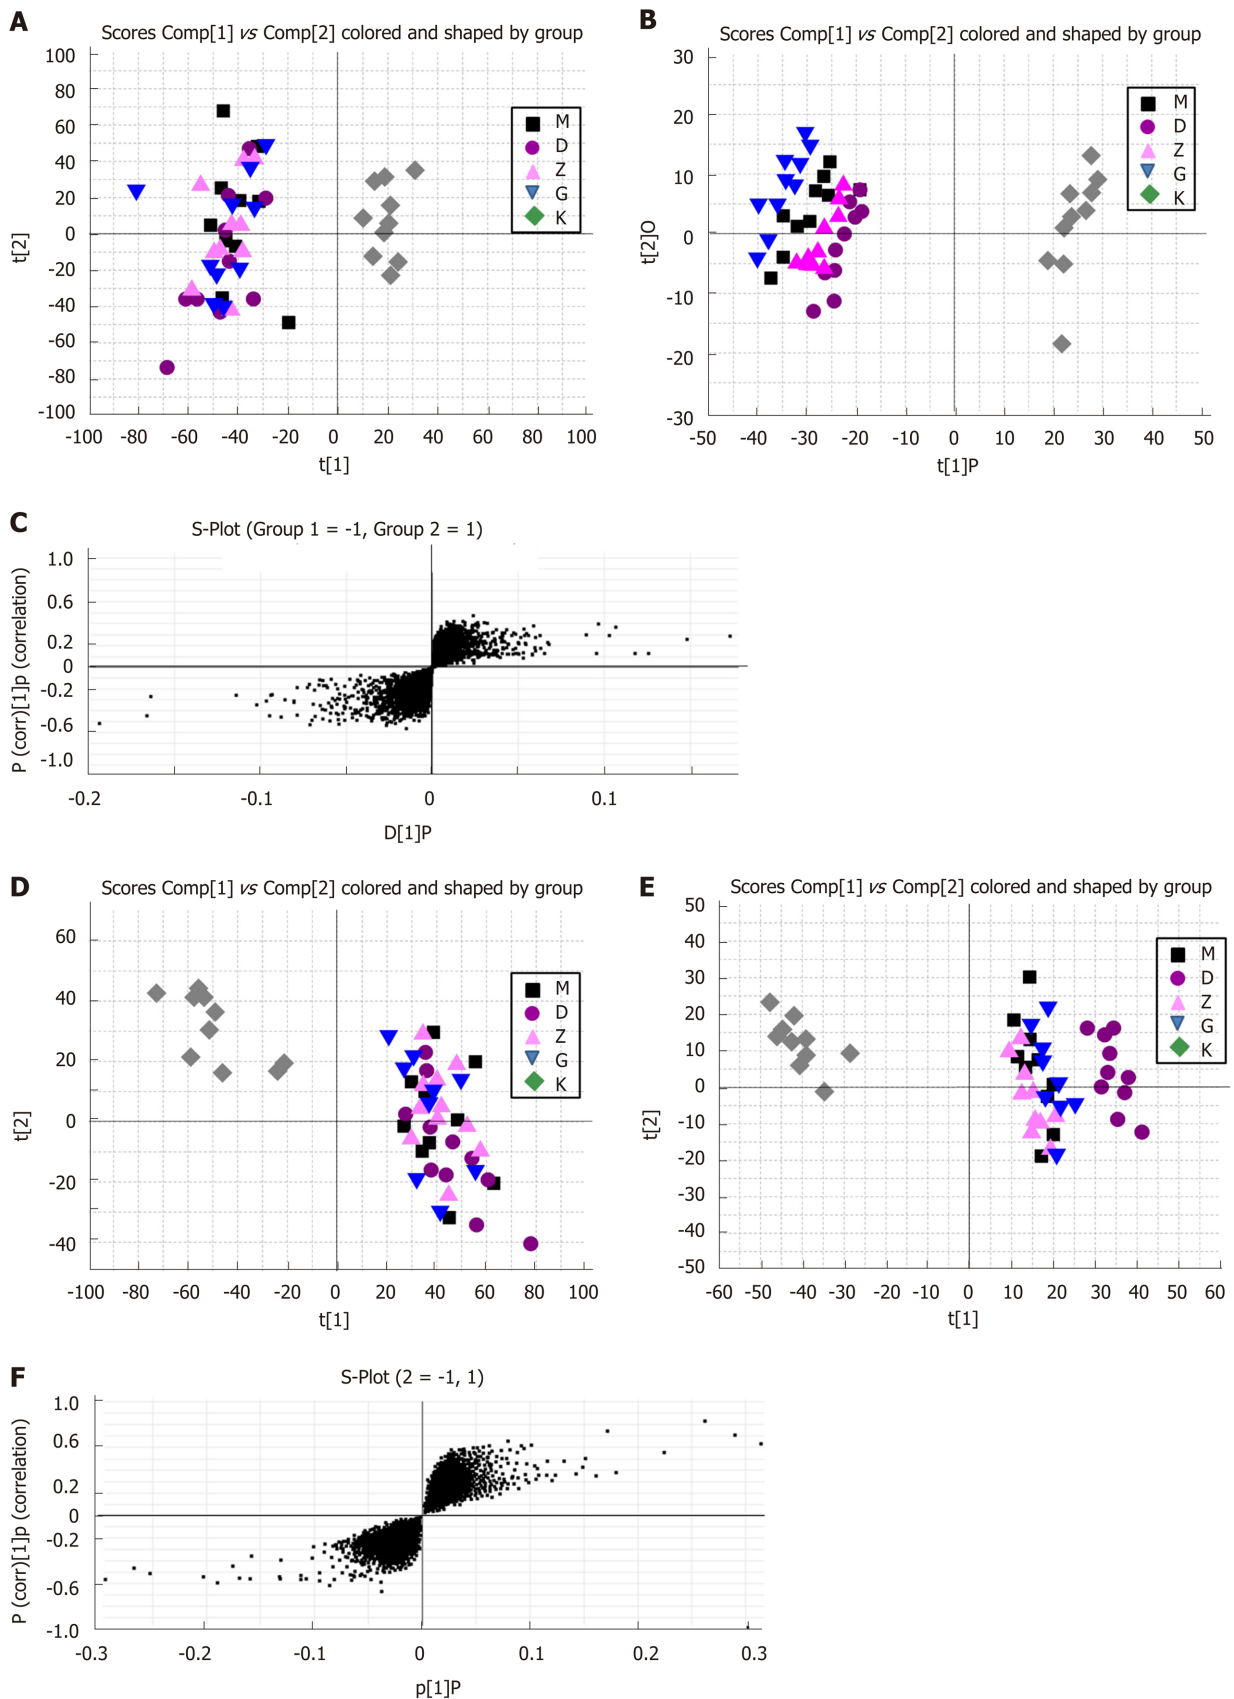 A
Scores Comp[1] vs Comp[2] colored and shaped by group
100
80
60
40
20
0
-20
-40
-60
-80
-100
t[2]
-100 -80 -60 -40 -20 0 20 40 60 80 100
t[1]
M
D
Z
G
K
B
Scores Comp[1] vs Comp[2] colored and shaped by group
30
20
10
0
-10
-20
-30
t[2]O
-50 -40 -30 -20 -10 0 10 20 30 40 50
t[1]P
M
D
Z
G
K
C
S-Plot (Group 1 = -1, Group 2 = 1)
P (corr)[1]p (correlation)
1.0
0.6
0.2
0
-0.2
-0.6
-1.0
-0.2 -0.1 0 0.1
D[1]P
D
Scores Comp[1] vs Comp[2] colored and shaped by group
60
40
20
0
-20
-40
t[2]
-100 -80 -60 -40 -20 0 20 40 60 80 100
t[1]
M
D
Z
G
K
E
Scores Comp[1] vs Comp[2] colored and shaped by group
50
40
30
20
10
0
-10
-20
-30
-40
-50
t[2]
-60 -50 -40 -30 20 10 0 10 20 30 40 50 60
t[1]
M
D
Z
G
K
F
S-Plot (2 = -1, 1)
P (corr)[1]p (correlation)
1.0
0.6
0.2
0
-0.2
-0.6
-1.0
-0.3 -0.2 -0.1 0 0.1 0.2 0.3
p[1]P